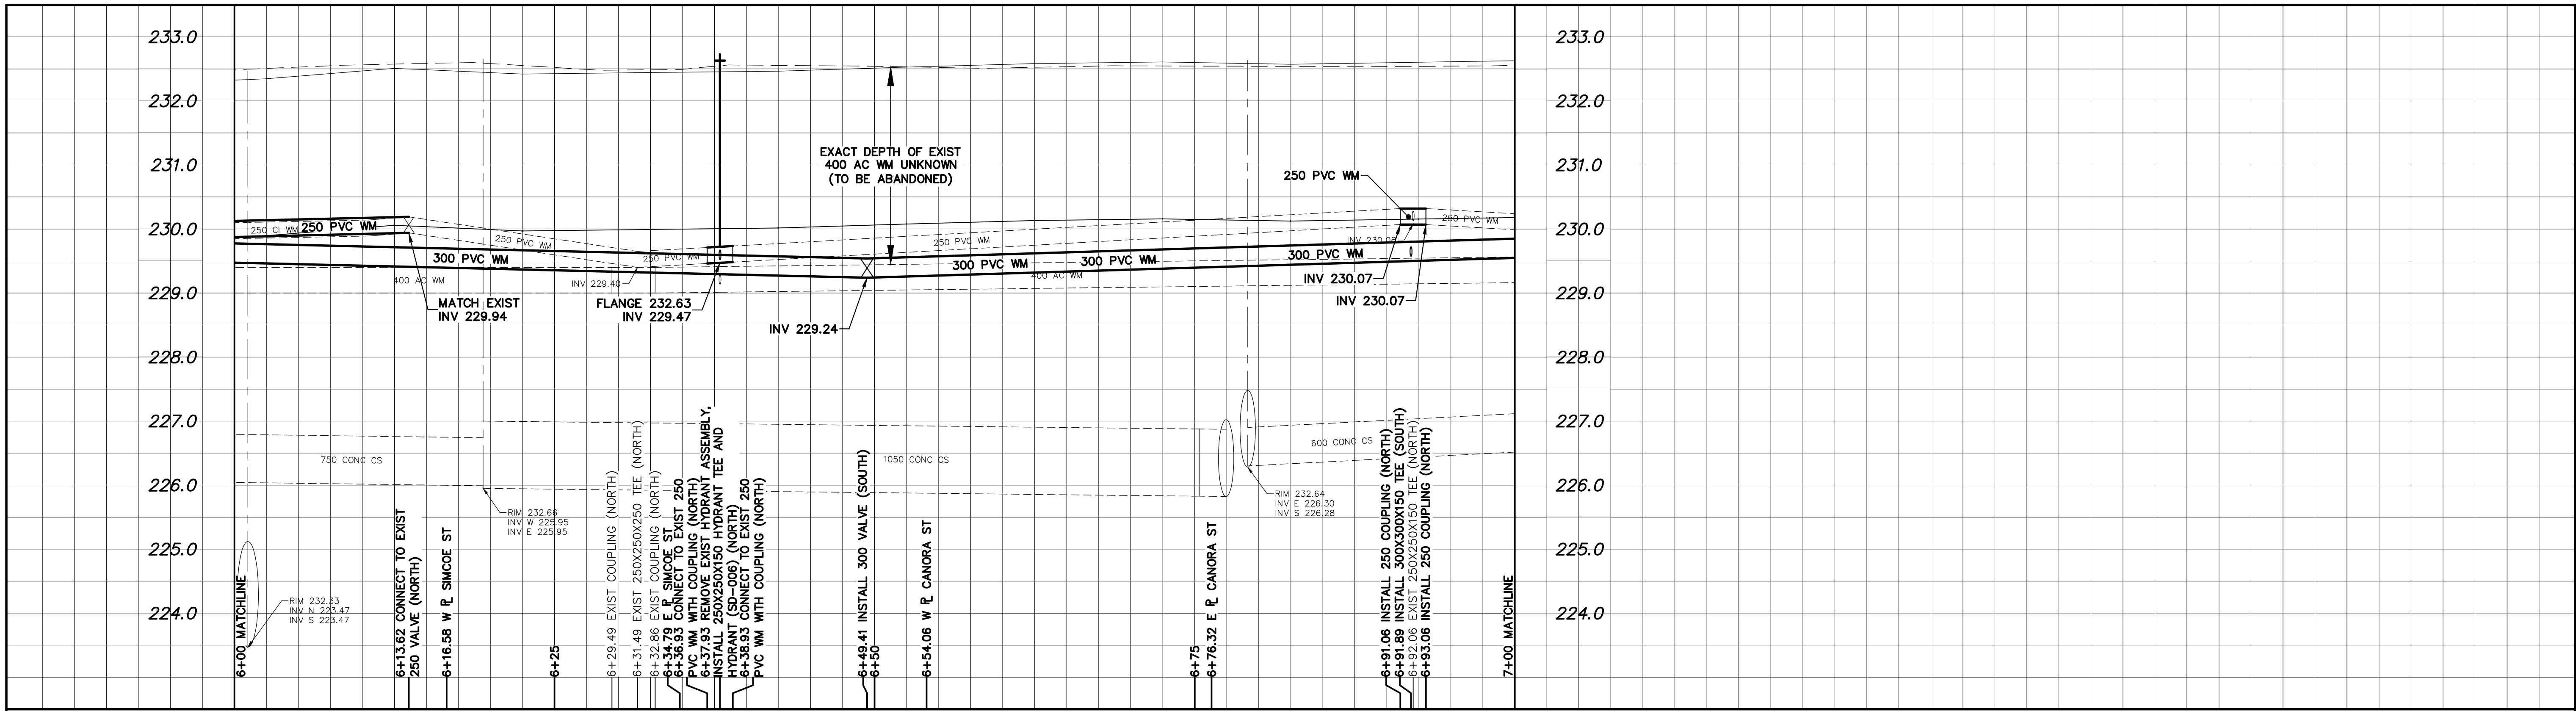 233.0
232.0
231.0
230.0
229.0
228.0
227.0
226.0
225.0
224.0
250 CI WM
250 PVC WM
300 PVC WM
400 AC WM
MATCH EXIST
INV 229.94
250 PVC WM
250 PVC WM
INV 229.40
FLANGE 232.63
INV 229.47
INV 229.24
EXACT DEPTH OF EXIST
400 AC WM UNKNOWN
(TO BE ABANDONED)
250 PVC WM
300 PVC WM
400 AC WM
300 PVC WM
250 PVC WM
250 PVC WM
INV 230.08
300 PVC WM
INV 230.07
INV 230.07
750 CONC CS
1050 CONC CS
600 CONC CS
RIM 232.33
INV N 223.47
INV S 223.47
RIM 232.66
INV W 225.95
INV E 225.95
RIM 232.64
INV E 226.30
INV S 226.28
6+00 MATCHLINE
6+13.62 CONNECT TO EXIST
250 VALVE (NORTH)
6+16.58 W PL SIMCOE ST
6+25
6+29.49 EXIST COUPLING (NORTH)
6+31.49 EXIST 250X250X250 TEE (NORTH)
6+32.86 EXIST COUPLING (NORTH)
6+34.79 E PL SIMCOE ST
6+36.93 CONNECT TO EXIST 250
PVC WM WITH COUPLING (NORTH)
6+37.93 REMOVE EXIST HYDRANT ASSEMBLY,
INSTALL 250X250X150 HYDRANT TEE AND
HYDRANT (SD-006) (NORTH)
6+38.93 CONNECT TO EXIST 250
PVC WM WITH COUPLING (NORTH)
6+49.41 INSTALL 300 VALVE (SOUTH)
6+50
6+54.06 W PL CANORA ST
6+75
6+76.32 E PL CANORA ST
6+91.06 INSTALL 250 COUPLING (NORTH)
6+91.89 INSTALL 300X300X150 TEE (SOUTH)
6+92.06 EXIST 250X250X150 TEE (NORTH)
6+93.06 INSTALL 250 COUPLING (NORTH)
7+00 MATCHLINE
233.0
232.0
231.0
230.0
229.0
228.0
227.0
226.0
225.0
224.0